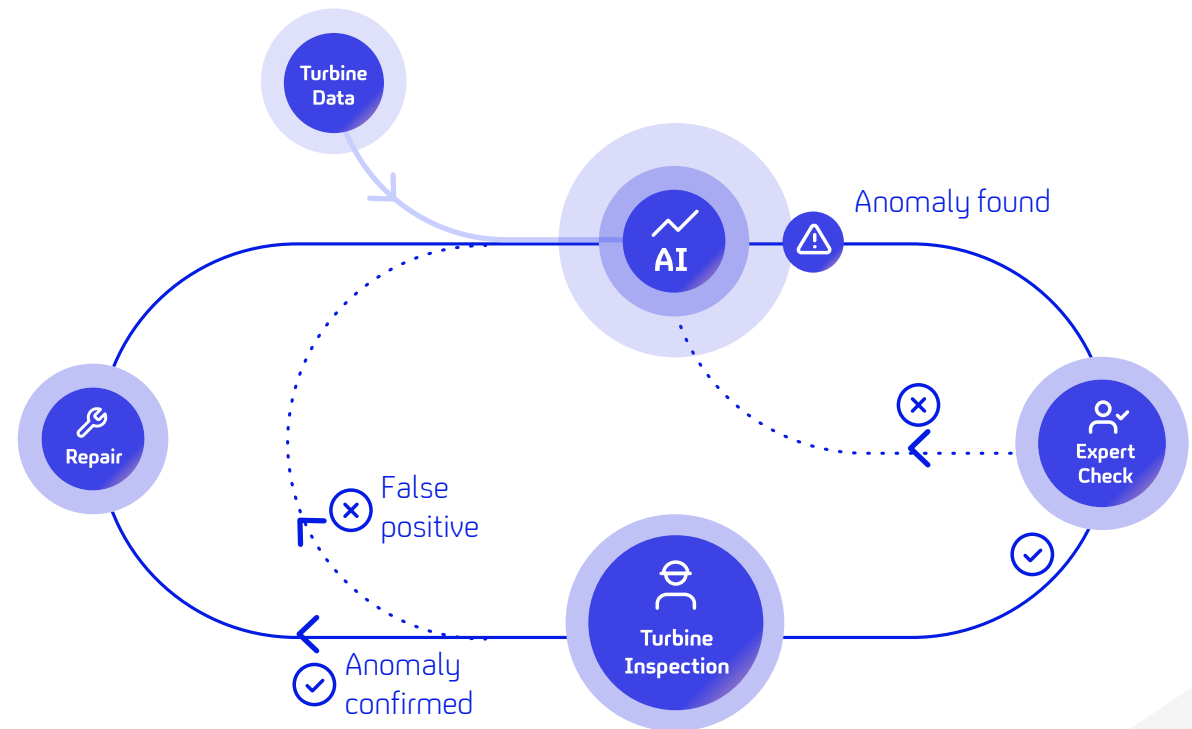 Turbine
Data
Anomaly found
AI
Repair
Expert
Check
False
positive
Turbine
Inspection
Anomaly
confirmed